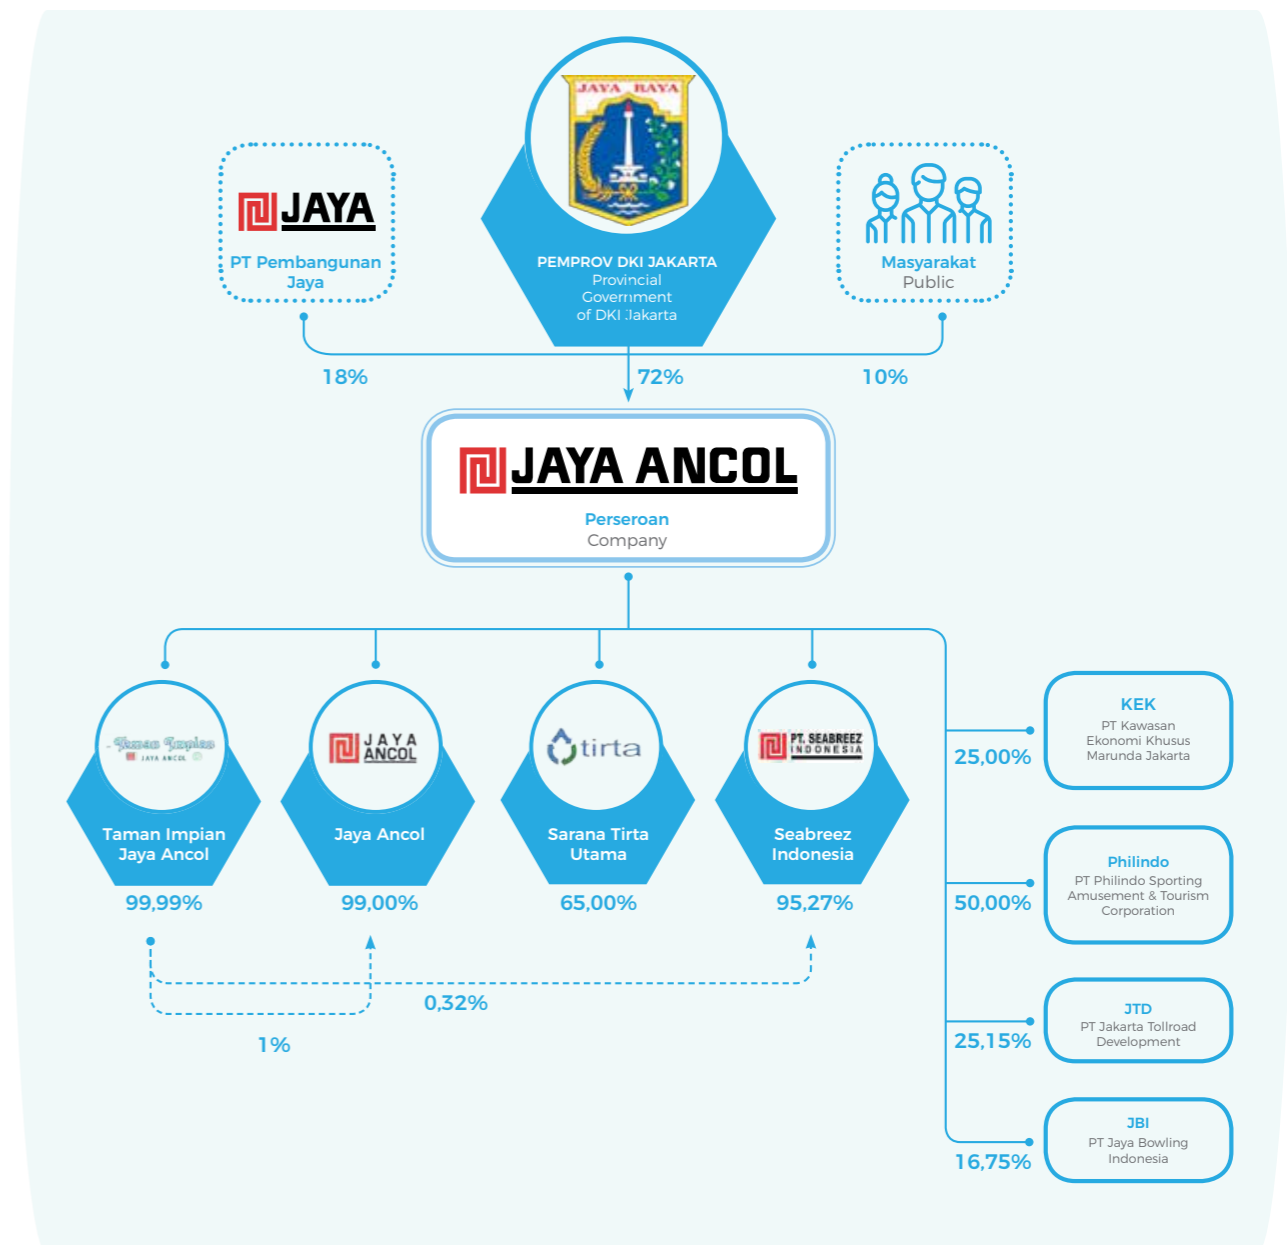 JAYA RAYA
JAYA
PT Pembangunan
Jaya
PEMPROV DKI JAKARTA
Provincial
Government
of DKI Jakarta
Masyarakat
Public
18%
72%
10%
JAYA ANCOL
Perseroan
Company
Taman Impian
JAYA ANCOL
Taman Impian
Jaya Ancol
99,99%
JAYA
ANCOL
Jaya Ancol
99,00%
tirta
Sarana Tirta
Utama
65,00%
PT. SEABREEZ
INDONESIA
Seabreez
Indonesia
95,27%
0,32%
1%
25,00%
KEK
PT Kawasan
Ekonomi Khusus
Marunda Jakarta
50,00%
Philindo
PT Philindo Sporting
Amusement & Tourism
Corporation
25,15%
JTD
PT Jakarta Tollroad
Development
16,75%
JBI
PT Jaya Bowling
Indonesia